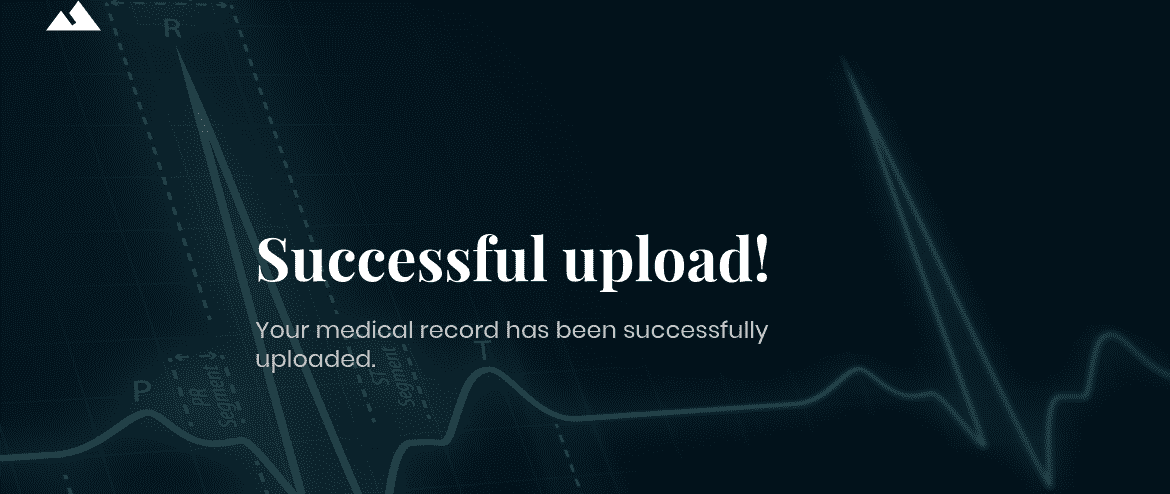 R
Successful upload!
Your medical record has been successfully
uploaded.
T
P
PR
Segment
ST
Segment